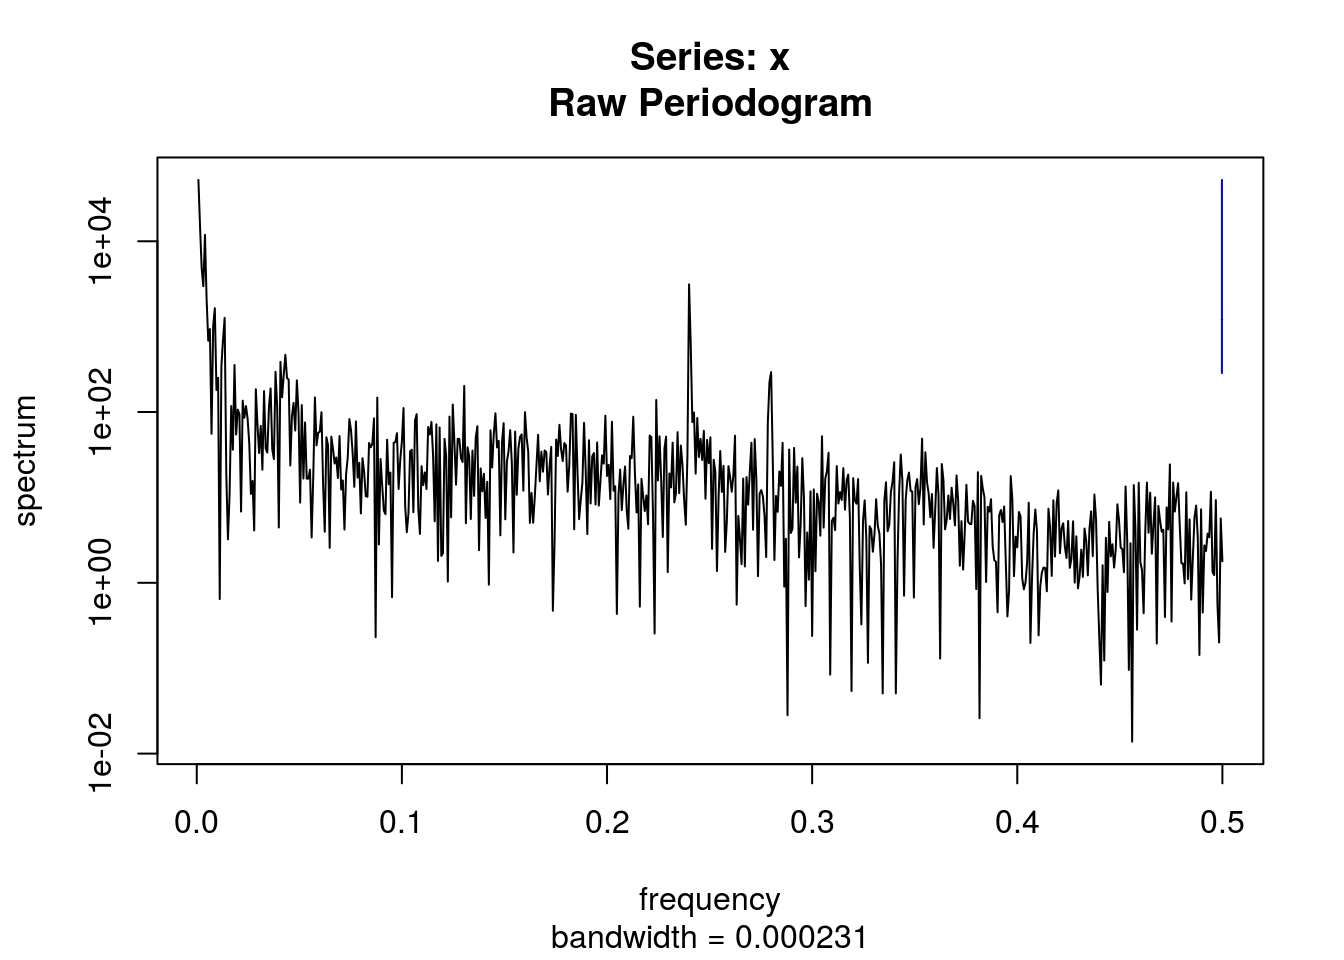 Series: x
Raw Periodogram
spectrum
1e+04
1e+02
1e+00
1e-02
0.0 0.1 0.2 0.3 0.4 0.5
frequency
bandwidth = 0.000231